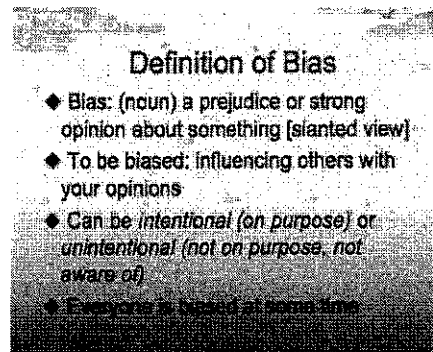 Definition of Bias
◆ Bias: (noun) a prejudice or strong
opinion about something [slanted view]
◆ To be biased: influencing others with
your opinions
◆ Can be intentional (on purpose) or
unintentional (not on purpose, not
aware of)
◆ Everyone is biased at some time